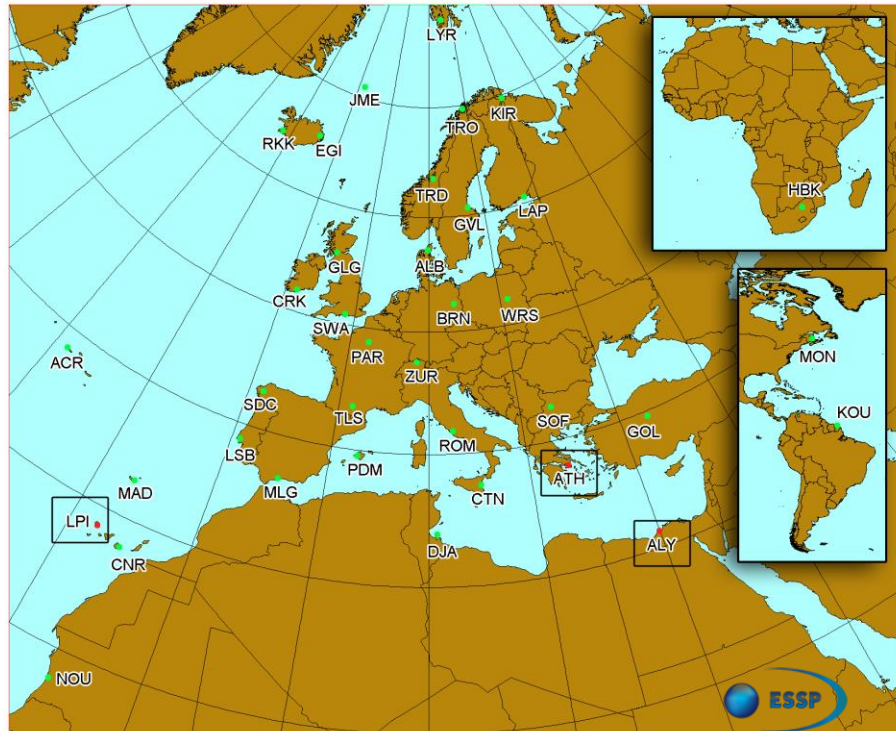 LYR
JME
KIR
TRO
RKK
EGI
HBK
TRD
LAP
GVL
GLG
ALB
CRK
SWA
BRN
WRS
MON
ACR
PAR
ZUR
SDC
TLS
SOF
GOL
KOU
LSB
ROM
PDM
ATH
MAD
MLG
CTN
LPI
ALY
CNR
DJA
NOU
ESSP